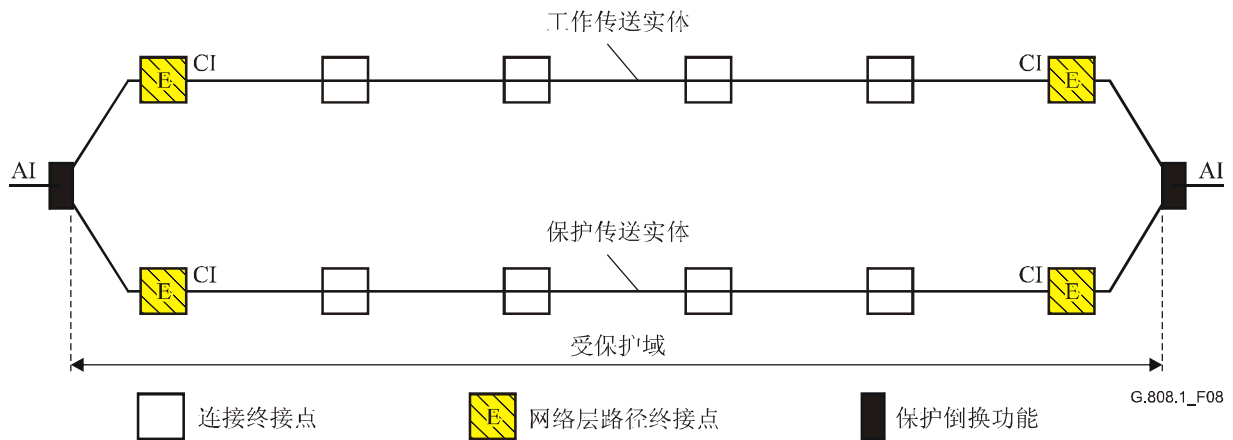 工作传送实体
E CI CI E
AI AI
保护传送实体
E CI CI E
受保护域
连接终接点 E 网络层路径终接点 保护倒换功能
G.808.1_F08